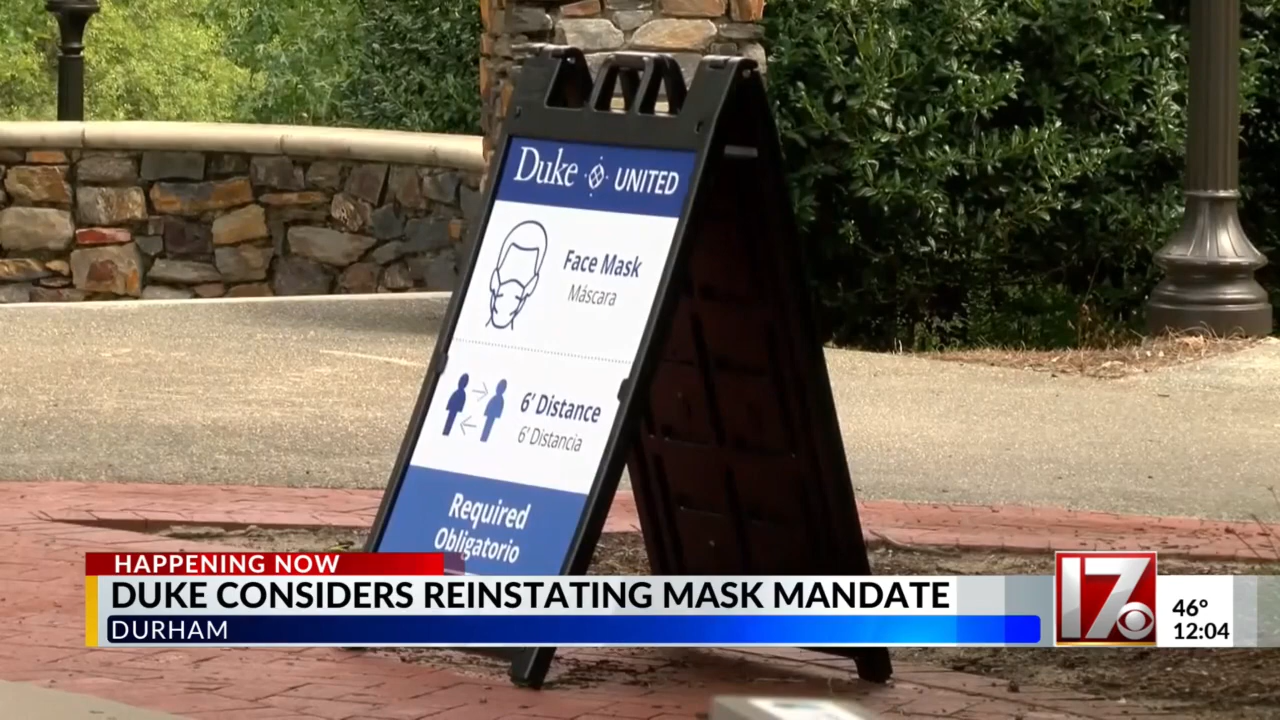 Duke UNITED
Face Mask
Máscara
6' Distance
6' Distancia
Required
Obligatorio
HAPPENING NOW
DUKE CONSIDERS REINSTATING MASK MANDATE
DURHAM
17
46°
12:04